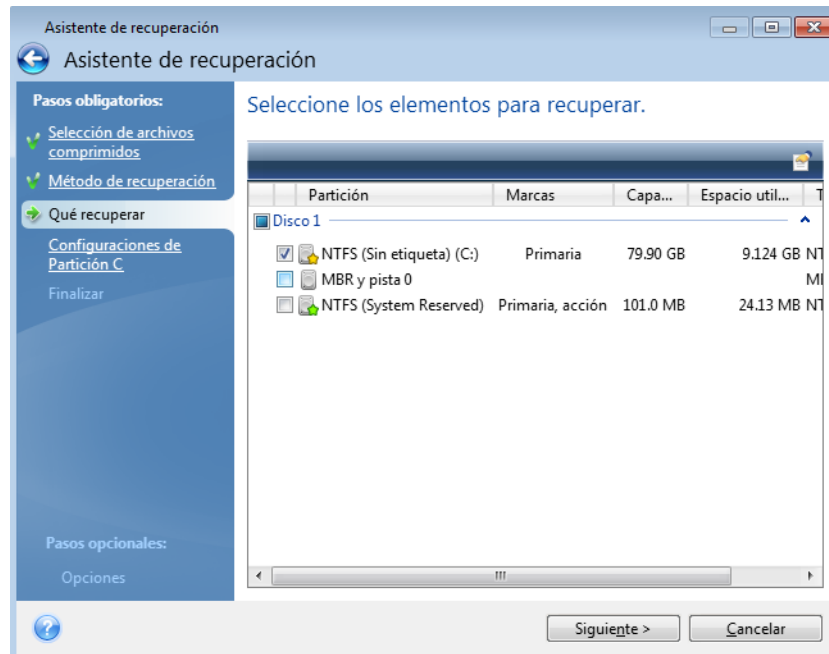 Asistente de recuperación
Asistente de recuperación
Pasos obligatorios:
Selección de archivos
comprimidos
Método de recuperación
Qué recuperar
Configuraciones de
Partición C
Finalizar
Pasos opcionales:
Opciones
Seleccione los elementos para recuperar.
Partición Marcas Capa... Espacio util... T
Disco 1
NTFS (Sin etiqueta) (C:) Primaria 79.90 GB 9.124 GB NT
MBR y pista 0 MI
NTFS (System Reserved) Primaria, acción 101.0 MB 24.13 MB NT
Siguiente >
Cancelar